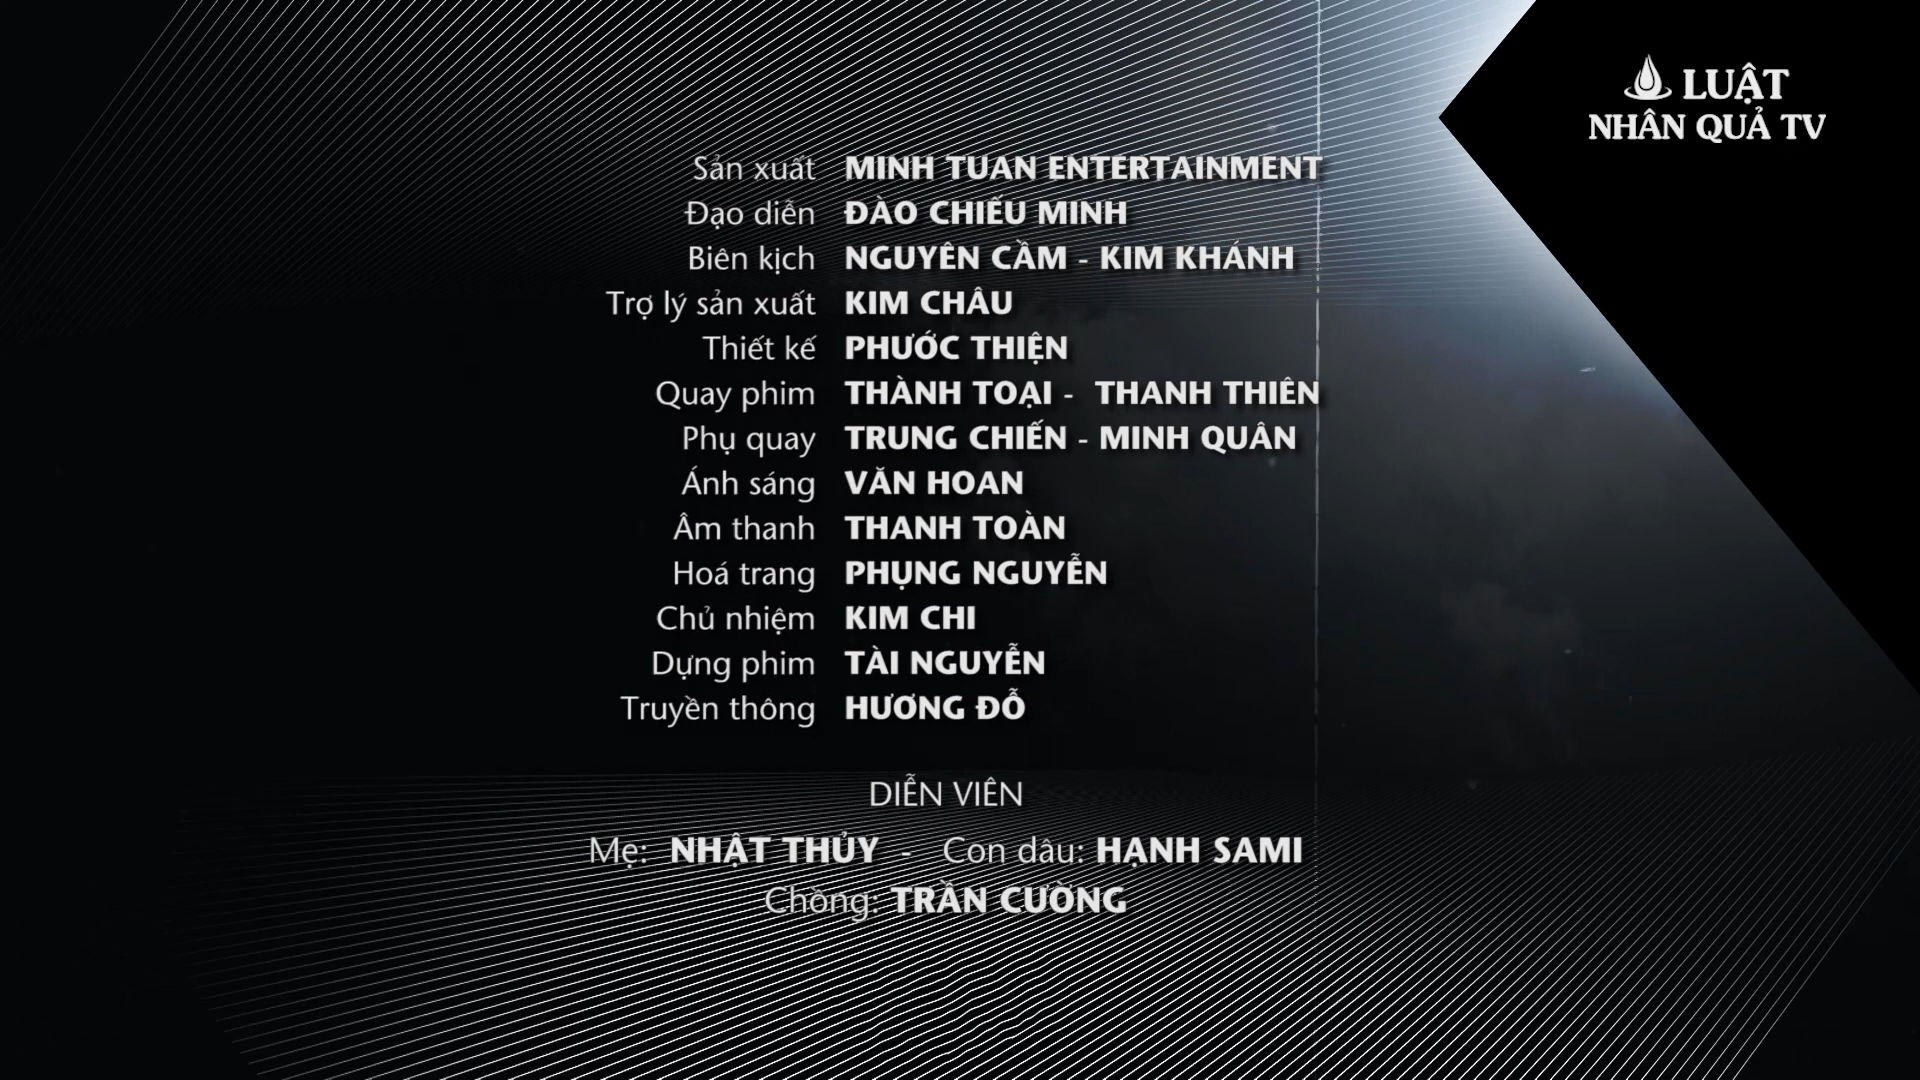 LUẬT
NHÂN QUẢ TV
Sản xuất MINH TUAN ENTERTAINMENT
Đạo diễn ĐÀO CHIẾU MINH
Biên kịch NGUYÊN CẦM - KIM KHÁNH
Trợ lý sản xuất KIM CHÂU
Thiết kế PHƯỚC THIỆN
Quay phim THÀNH TOẠI - THANH THIÊN
Phụ quay TRUNG CHIẾN - MINH QUÂN
Ánh sáng VĂN HOAN
Âm thanh THANH TOÀN
Hoá trang PHỤNG NGUYỄN
Chủ nhiệm KIM CHI
Dựng phim TÀI NGUYỄN
Truyền thông HƯƠNG ĐỖ
DIỄN VIÊN
Mẹ: NHẬT THỦY - Con dâu: HẠNH SAMI
Chồng: TRẦN CƯỜNG